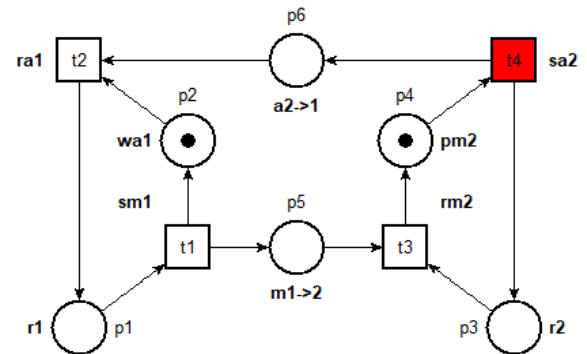 p6
ra1 t2 t4 sa2
p2 a2->1 p4
wa1 pm2
sm1 p5 rm2
t1 t3
m1->2
r1 p1 p3 r2